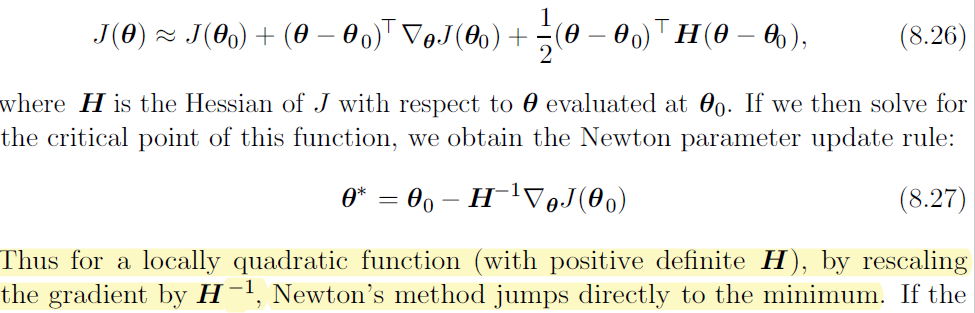 J(θ) ≈ J(θ₀) + (θ − θ₀)⊤ ∇θJ(θ₀) + 1/2 (θ − θ₀)⊤ H(θ − θ₀), (8.26)
where H is the Hessian of J with respect to θ evaluated at θ₀. If we then solve for
the critical point of this function, we obtain the Newton parameter update rule:
θ* = θ₀ − H⁻¹∇θJ(θ₀) (8.27)
Thus for a locally quadratic function (with positive definite H), by rescaling
the gradient by H⁻¹, Newton's method jumps directly to the minimum. If the